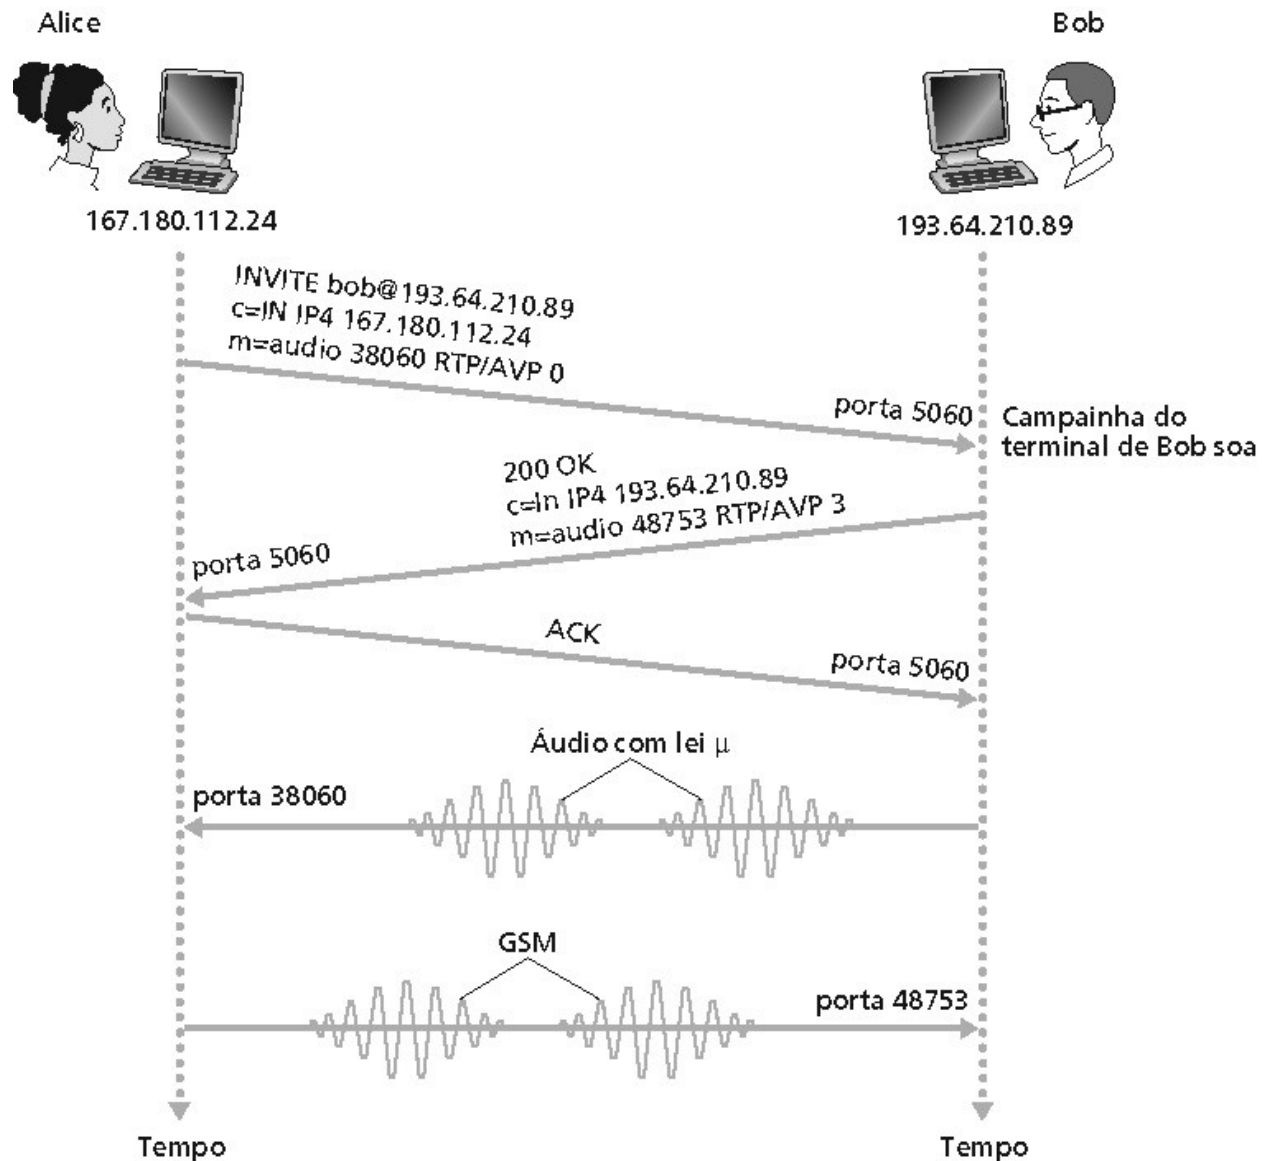 Alice
Bob
167.180.112.24
193.64.210.89
INVITE bob@193.64.210.89
c=IN IP4 167.180.112.24
m=audio 38060 RTP/AVP 0
porta 5060
Campainha do
terminal de Bob soa
200 OK
c=In IP4 193.64.210.89
m=audio 48753 RTP/AVP 3
porta 5060
ACK
porta 5060
Áudio com lei μ
porta 38060
GSM
porta 48753
Tempo
Tempo